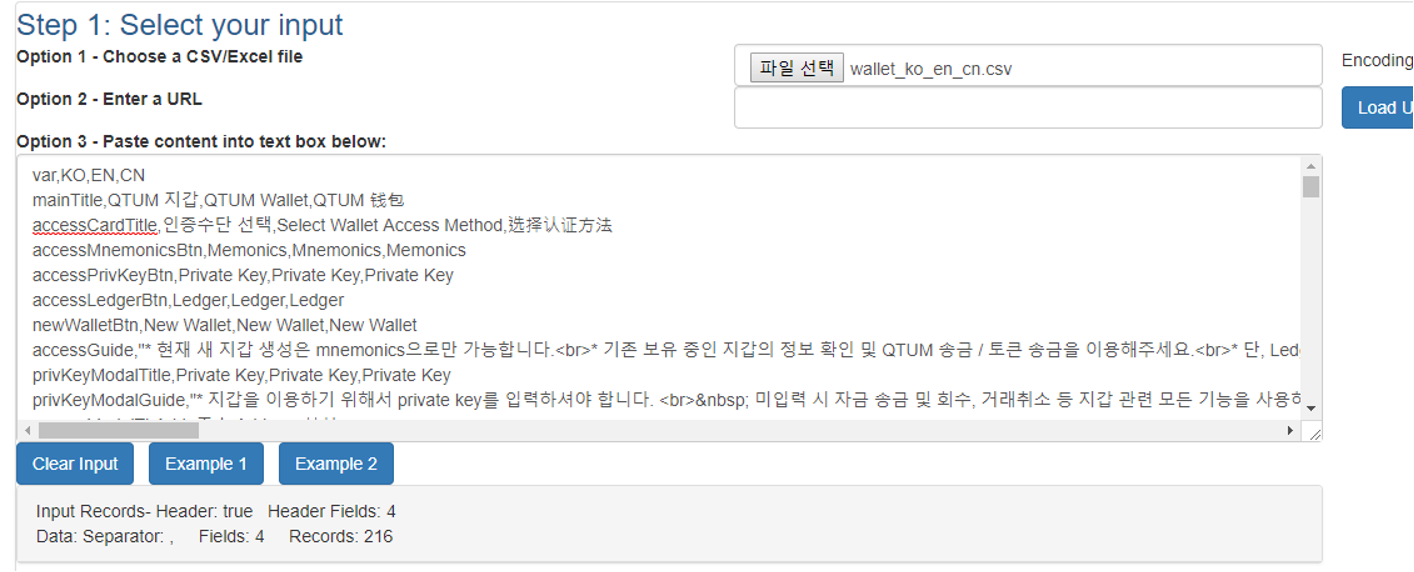 Step 1: Select your input
Option 1 - Choose a CSV/Excel file
파일 선택 wallet_ko_en_cn.csv
Encoding
Option 2 - Enter a URL
Load U
Option 3 - Paste content into text box below:
var,KO,EN,CN
mainTitle,QTUM 지갑,QTUM Wallet,QTUM 钱包
accessCardTitle,인증수단 선택,Select Wallet Access Method,选择认证方法
accessMnemonicsBtn,Memonics,Mnemonics,Memonics
accessPrivKeyBtn,Private Key,Private Key,Private Key
accessLedgerBtn,Ledger,Ledger,Ledger
newWalletBtn,New Wallet,New Wallet,New Wallet
accessGuide,"* 현재 새 지갑 생성은 mnemonics으로만 가능합니다.<br>* 기존 보유 중인 지갑의 정보 확인 및 QTUM 송금 / 토큰 송금을 이용해주세요.<br>* 단, Led
privKeyModalTitle,Private Key,Private Key,Private Key
privKeyModalGuide,"* 지갑을 이용하기 위해서 private key를 입력하셔야 합니다. <br>&nbsp; 미입력 시 자금 송금 및 회수, 거래취소 등 지갑 관련 모든 기능을 사용하
Clear Input Example 1 Example 2
Input Records- Header: true Header Fields: 4
Data: Separator: , Fields: 4 Records: 216